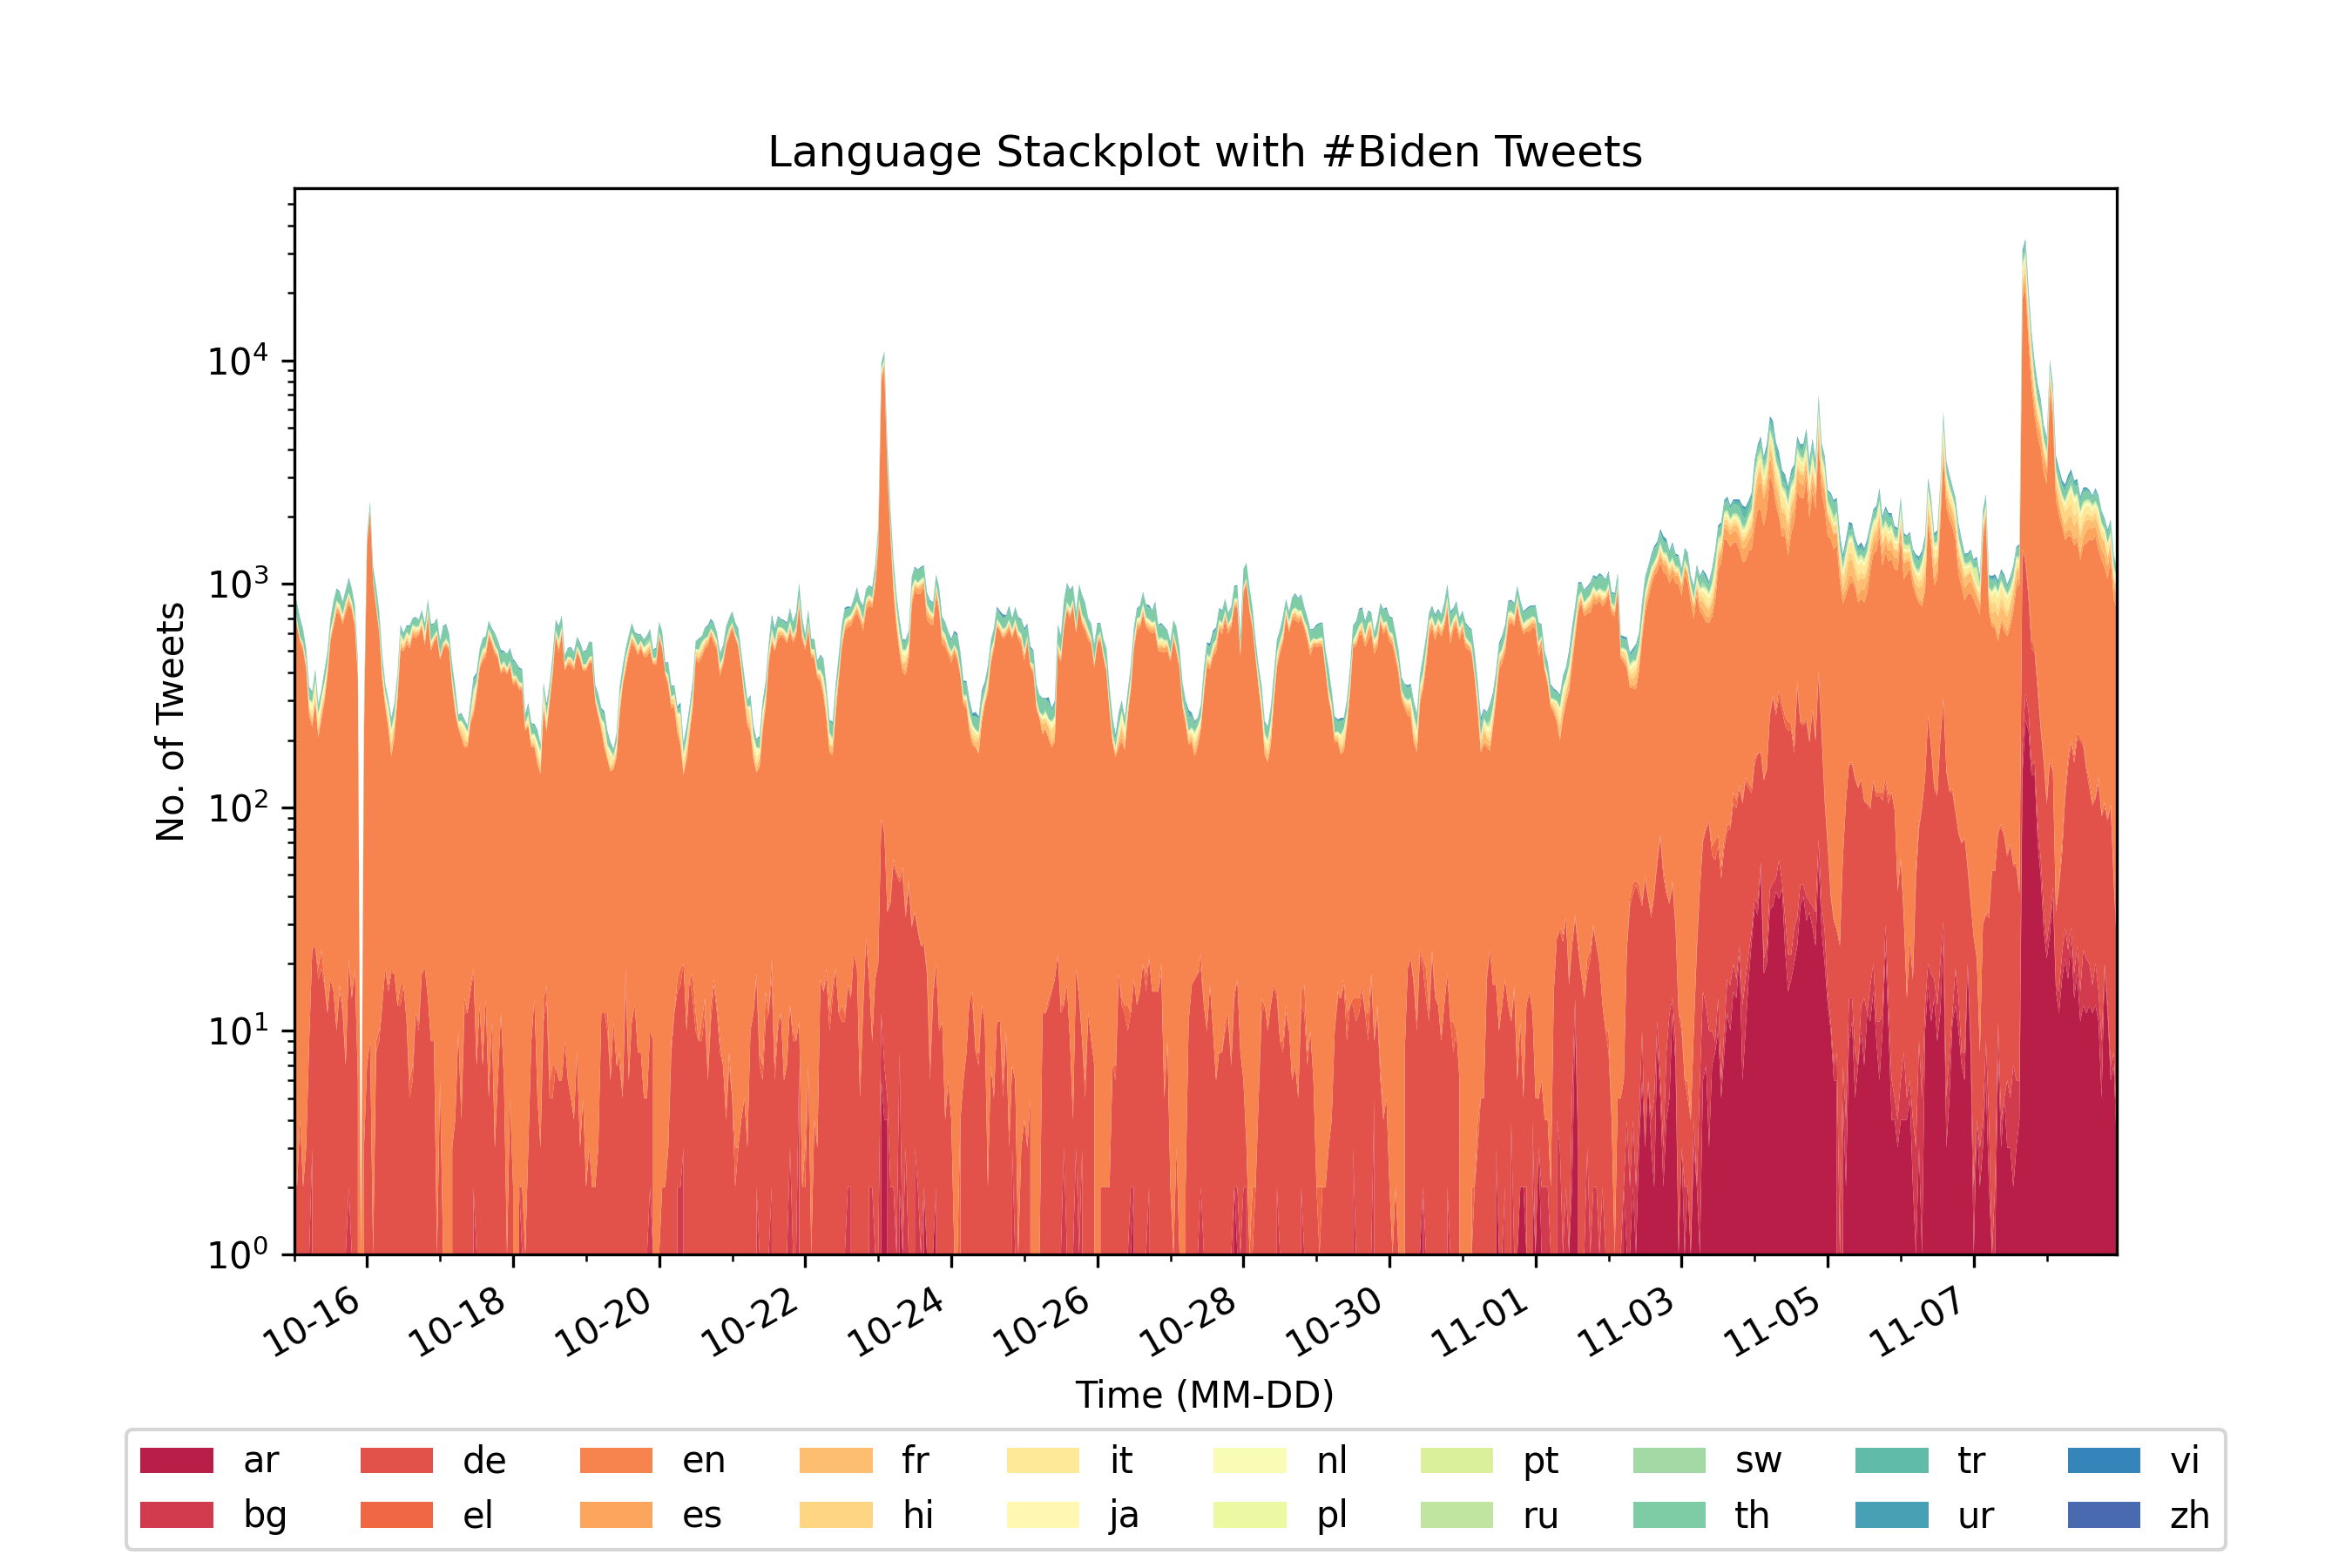 Language Stackplot with #Biden Tweets
No. of Tweets
10⁴
10³
10²
10¹
10⁰
10-16 10-18 10-20 10-22 10-24 10-26 10-28 10-30 11-01 11-03 11-05 11-07
Time (MM-DD)
ar de en fr it nl pt sw tr vi
bg el es hi ja pl ru th ur zh